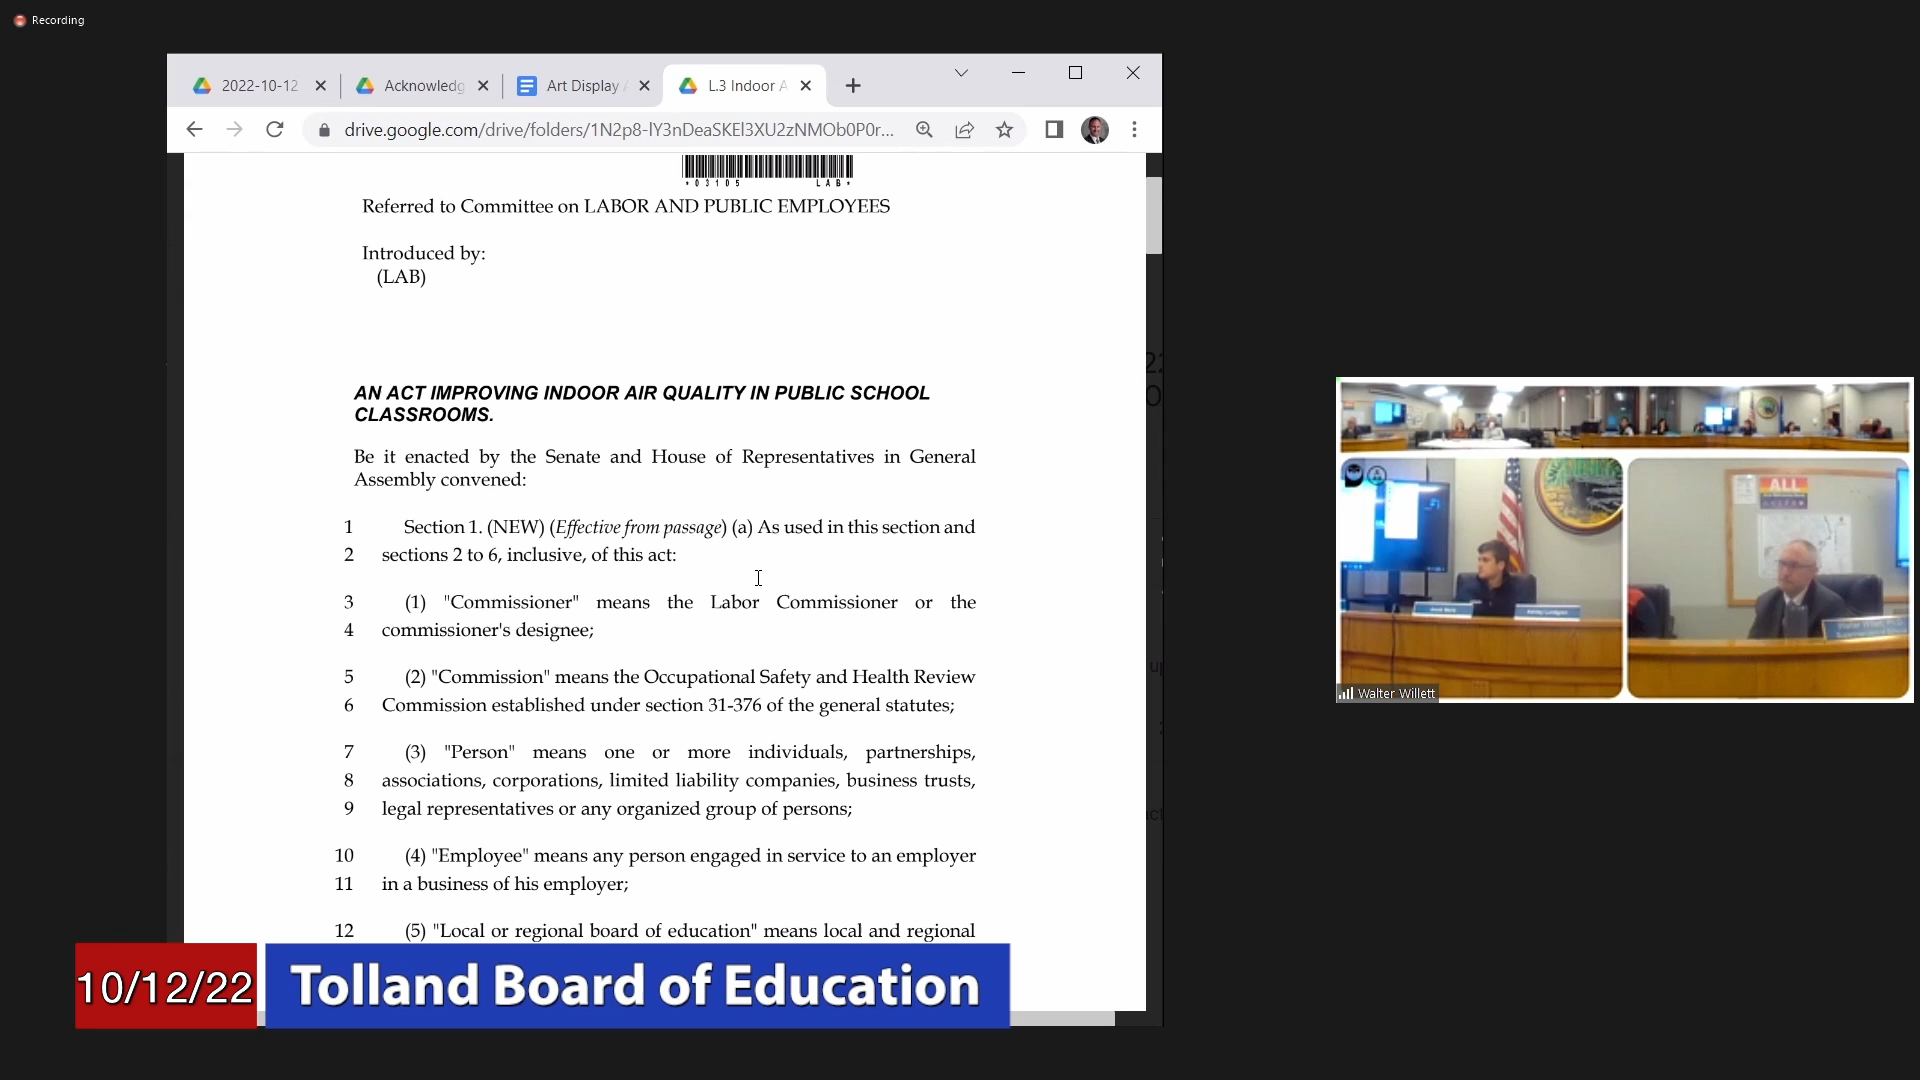 Recording
2022-10-12
Acknowledg
Art Display
L.3 Indoor A
drive.google.com/drive/folders/1N2p8-lY3nDeaSKEl3XU2zNMOb0P0r...
*03105 LAB*
Referred to Committee on LABOR AND PUBLIC EMPLOYEES
Introduced by:
(LAB)
AN ACT IMPROVING INDOOR AIR QUALITY IN PUBLIC SCHOOL
CLASSROOMS.
Be it enacted by the Senate and House of Representatives in General
Assembly convened:
1 Section 1. (NEW) (Effective from passage) (a) As used in this section and
2 sections 2 to 6, inclusive, of this act:
3 (1) "Commissioner" means the Labor Commissioner or the
4 commissioner's designee;
5 (2) "Commission" means the Occupational Safety and Health Review
6 Commission established under section 31-376 of the general statutes;
7 (3) "Person" means one or more individuals, partnerships,
8 associations, corporations, limited liability companies, business trusts,
9 legal representatives or any organized group of persons;
10 (4) "Employee" means any person engaged in service to an employer
11 in a business of his employer;
12 (5) "Local or regional board of education" means local and regional
10/12/22
Tolland Board of Education
ALL
Walter Willett